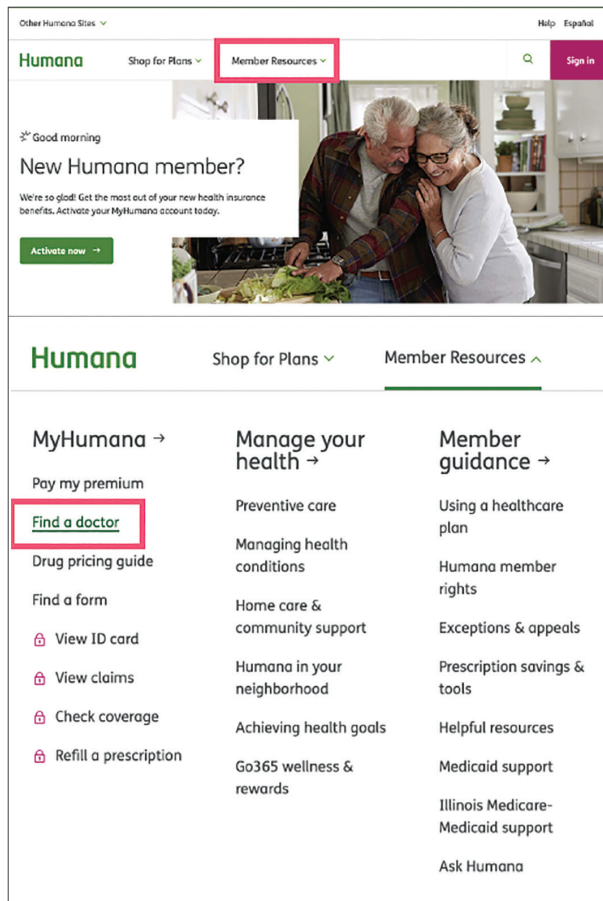 Other Humana Sites
Help Español
Humana
Shop for Plans
Member Resources
Sign in
Good morning
New Humana member?
We're so glad! Get the most out of your new health insurance
benefits. Activate your MyHumana account today.
Activate now →
Humana
Shop for Plans
Member Resources
MyHumana →
Pay my premium
Find a doctor
Drug pricing guide
Find a form
View ID card
View claims
Check coverage
Refill a prescription
Manage your
health →
Preventive care
Managing health
conditions
Home care &
community support
Humana in your
neighborhood
Achieving health goals
Go365 wellness &
rewards
Member
guidance →
Using a healthcare
plan
Humana member
rights
Exceptions & appeals
Prescription savings &
tools
Helpful resources
Medicaid support
Illinois Medicare-
Medicaid support
Ask Humana